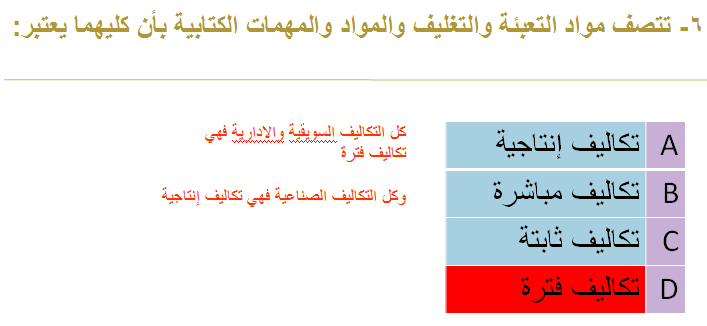 ٦- تتصف مواد التعبئة والتغليف والمواد والمهمات الكتابية بأن كليهما يعتبر:
كل التكاليف السويقية والادارية فهي
تكاليف فترة
وكل التكاليف الصناعية فهي تكاليف إنتاجية
A تكاليف إنتاجية
B تكاليف مباشرة
C تكاليف ثابتة
D تكاليف فترة